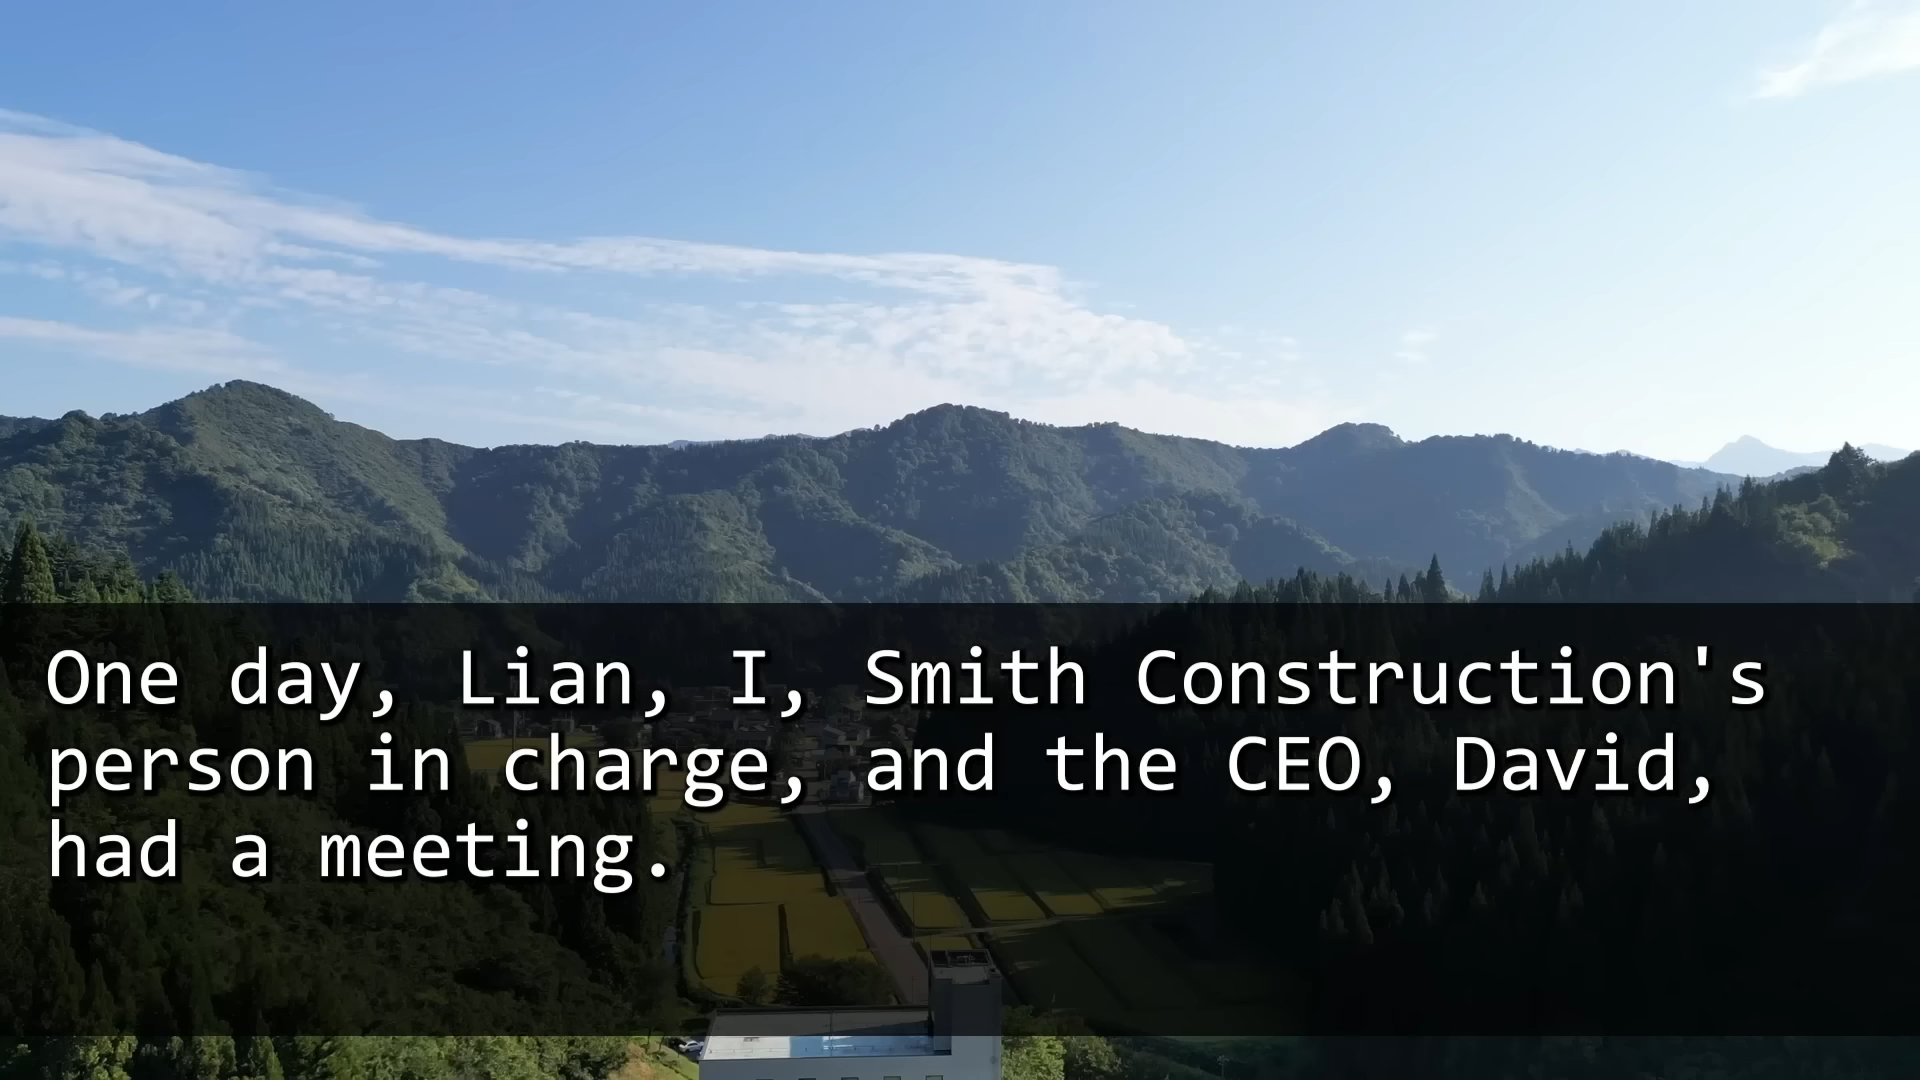 One day, Lian, I, Smith Construction's
person in charge, and the CEO, David,
had a meeting.